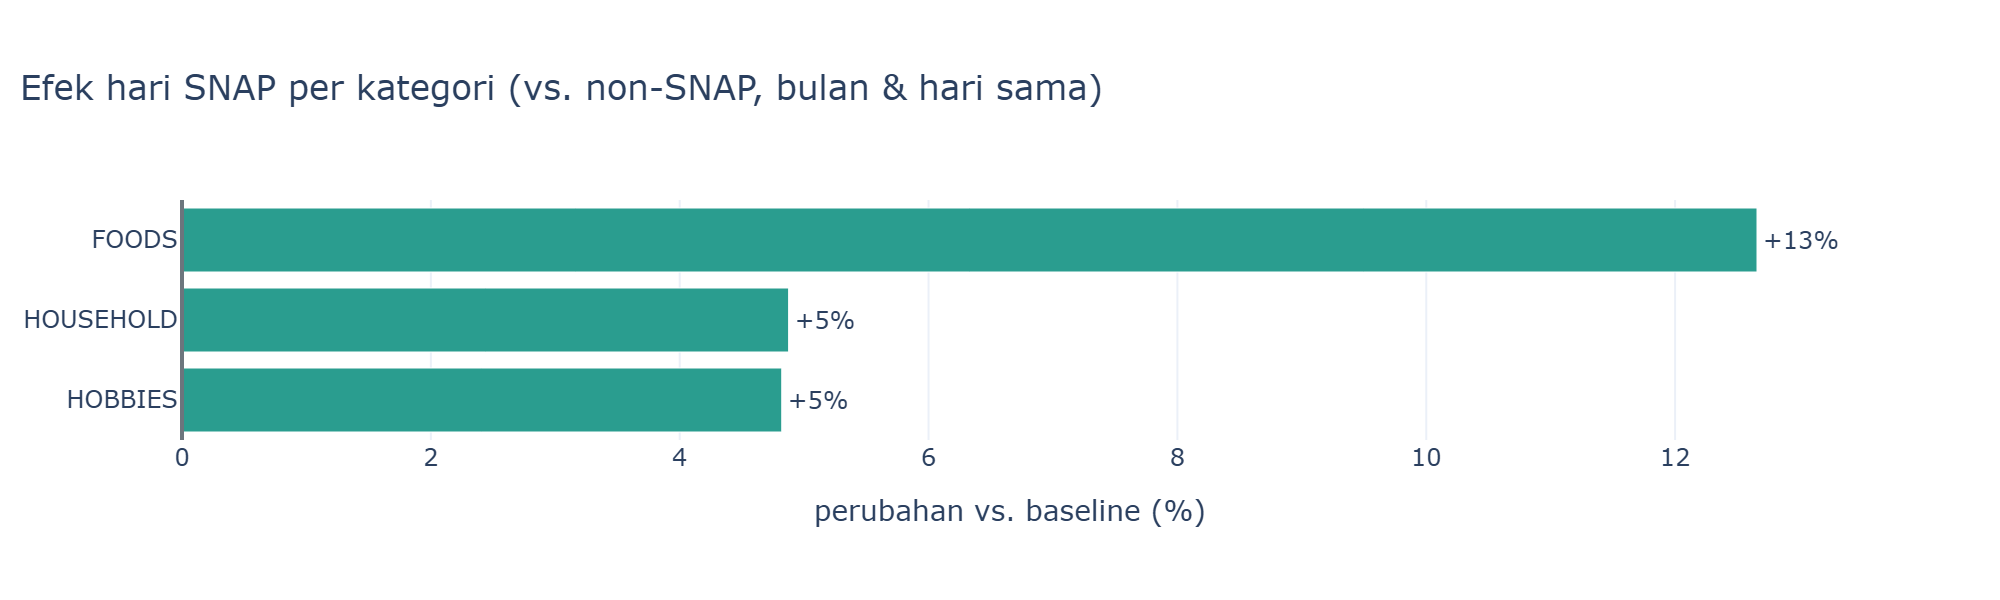 Efek hari SNAP per kategori (vs. non-SNAP, bulan & hari sama)
FOODS +13%
HOUSEHOLD +5%
HOBBIES +5%
0 2 4 6 8 10 12
perubahan vs. baseline (%)